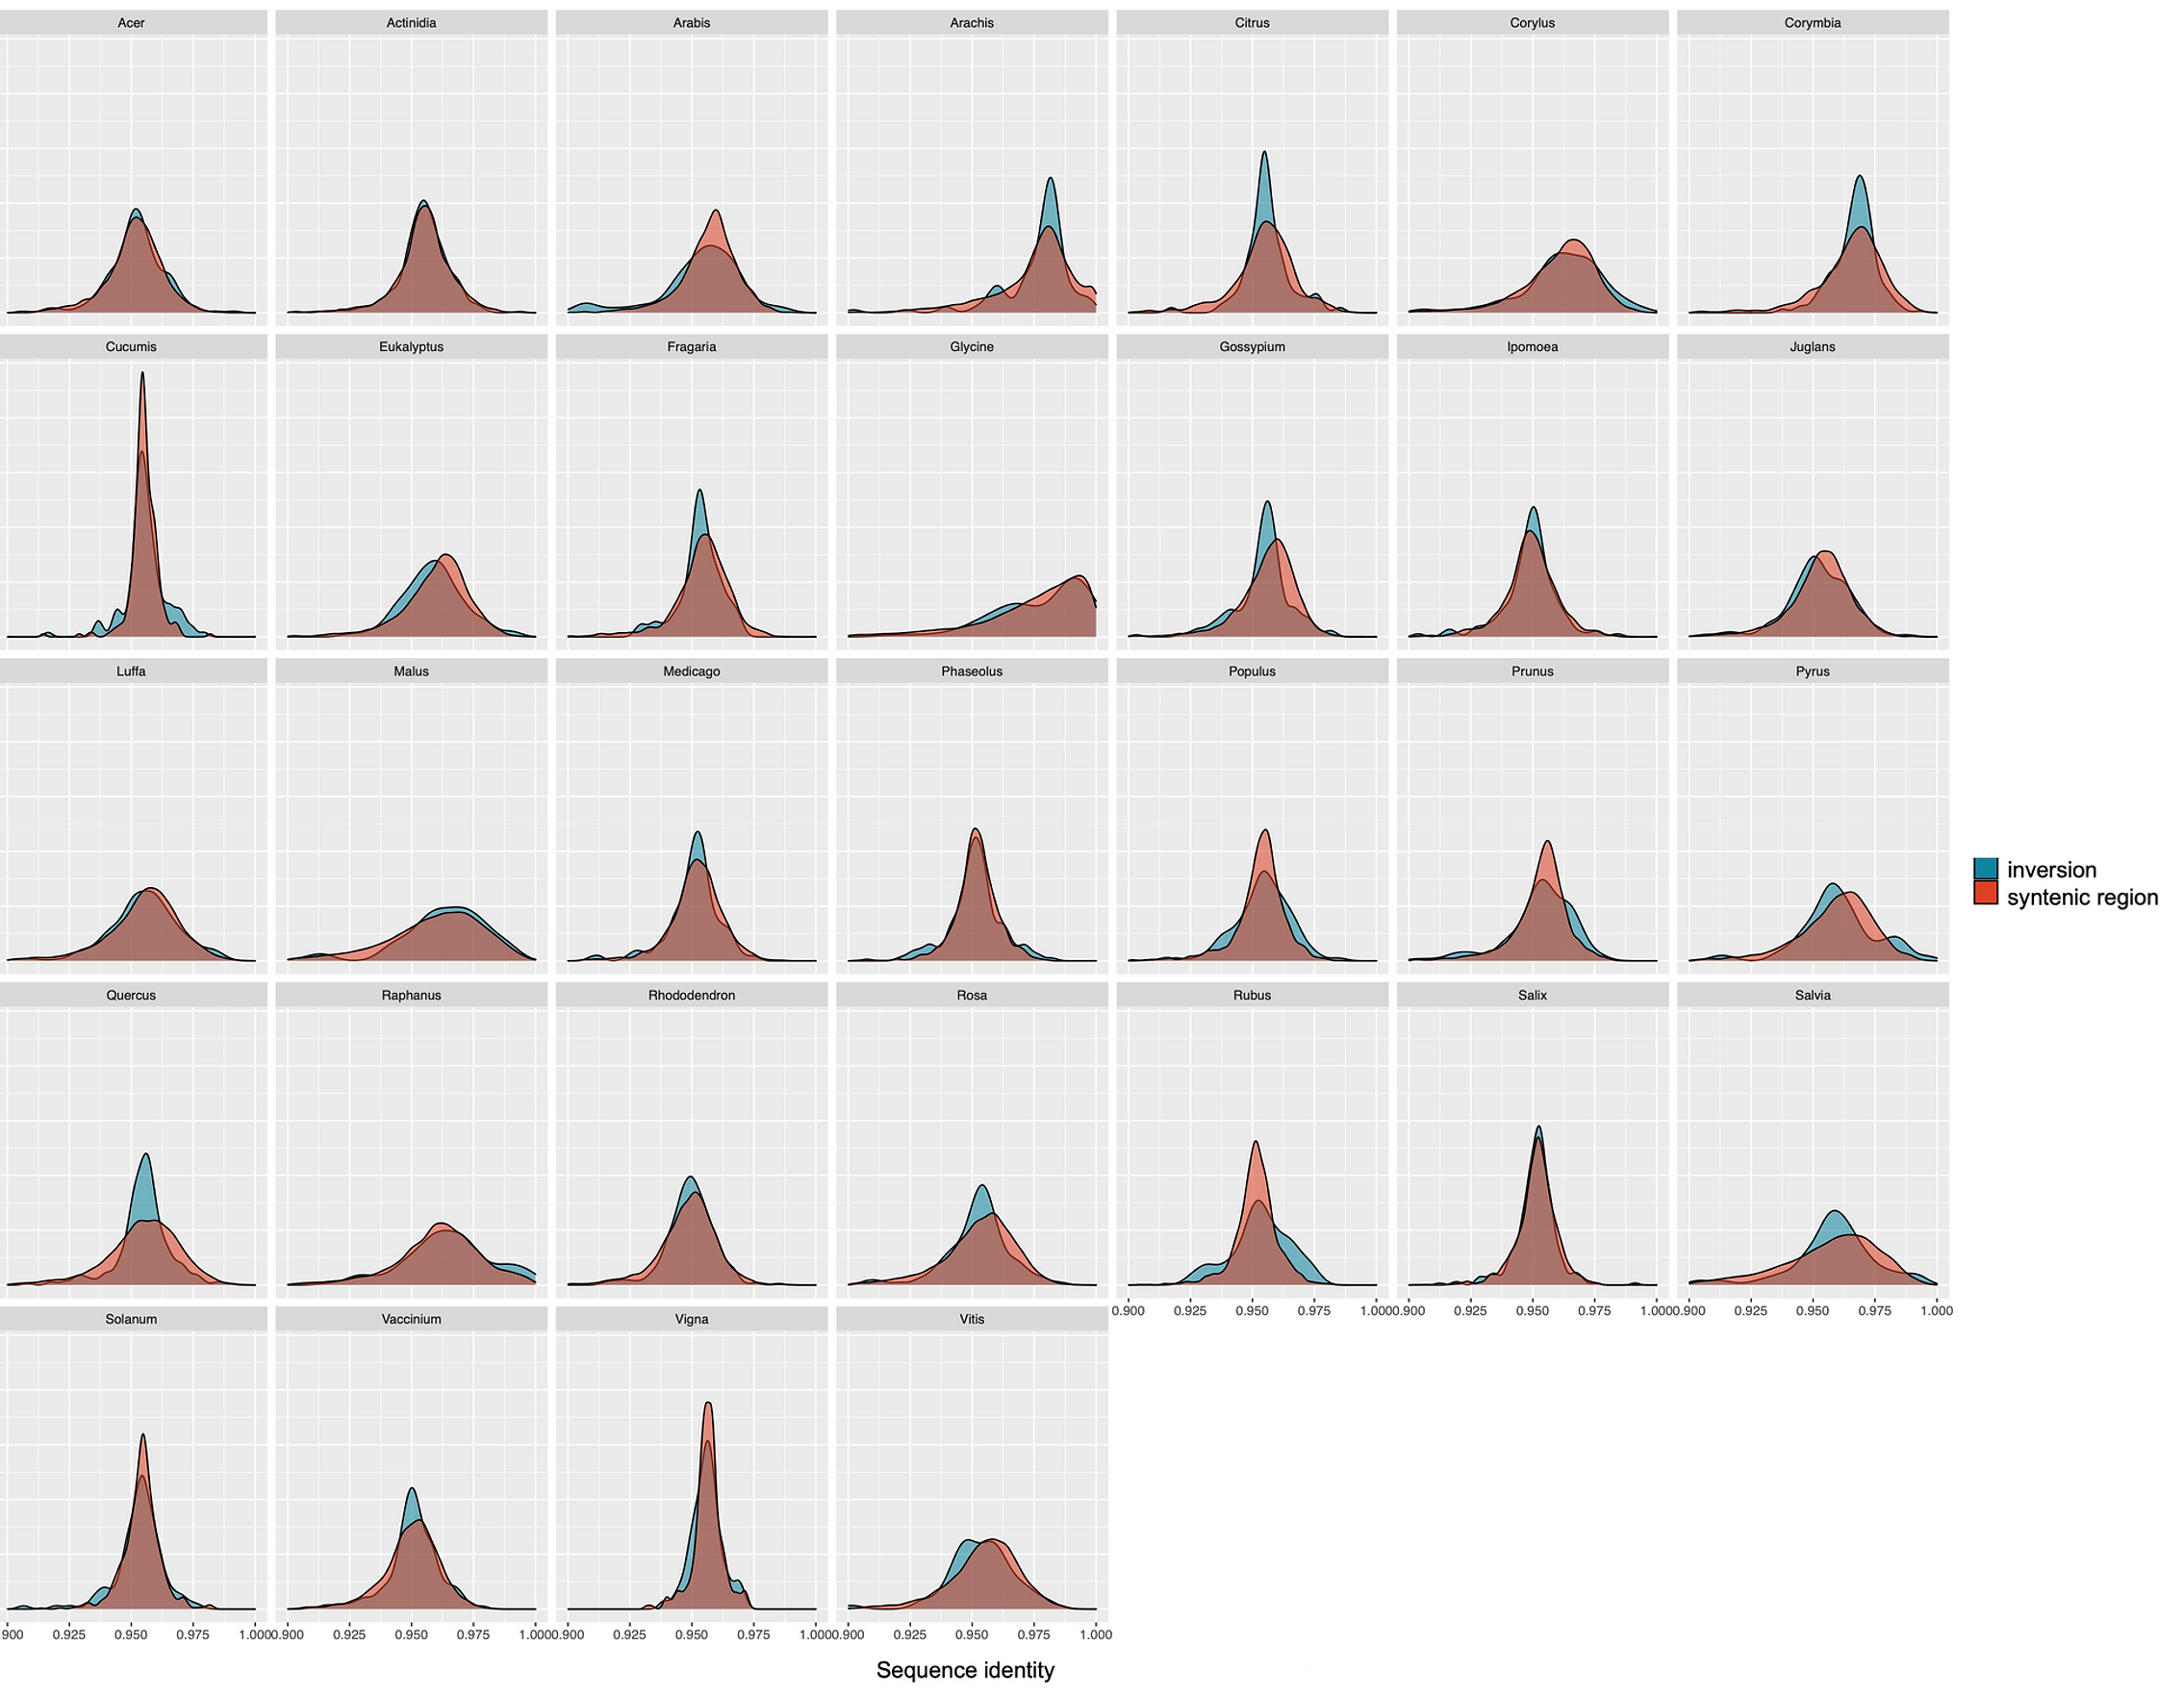 Acer Actinidia Arabis Arachis Citrus Corylus Corymbia
Cucumis Eukalyptus Fragaria Glycine Gossypium Ipomoea Juglans
Luffa Malus Medicago Phaseolus Populus Prunus Pyrus
inversion
syntenic region
Quercus Raphanus Rhododendron Rosa Rubus Salix Salvia
0.900 0.925 0.950 0.975 1.000 0.900 0.925 0.950 0.975 1.000 0.900 0.925 0.950 0.975 1.000
Solanum Vaccinium Vigna Vitis
900 0.925 0.950 0.975 1.000 0.900 0.925 0.950 0.975 1.000 0.900 0.925 0.950 0.975 1.000 0.900 0.925 0.950 0.975 1.000
Sequence identity